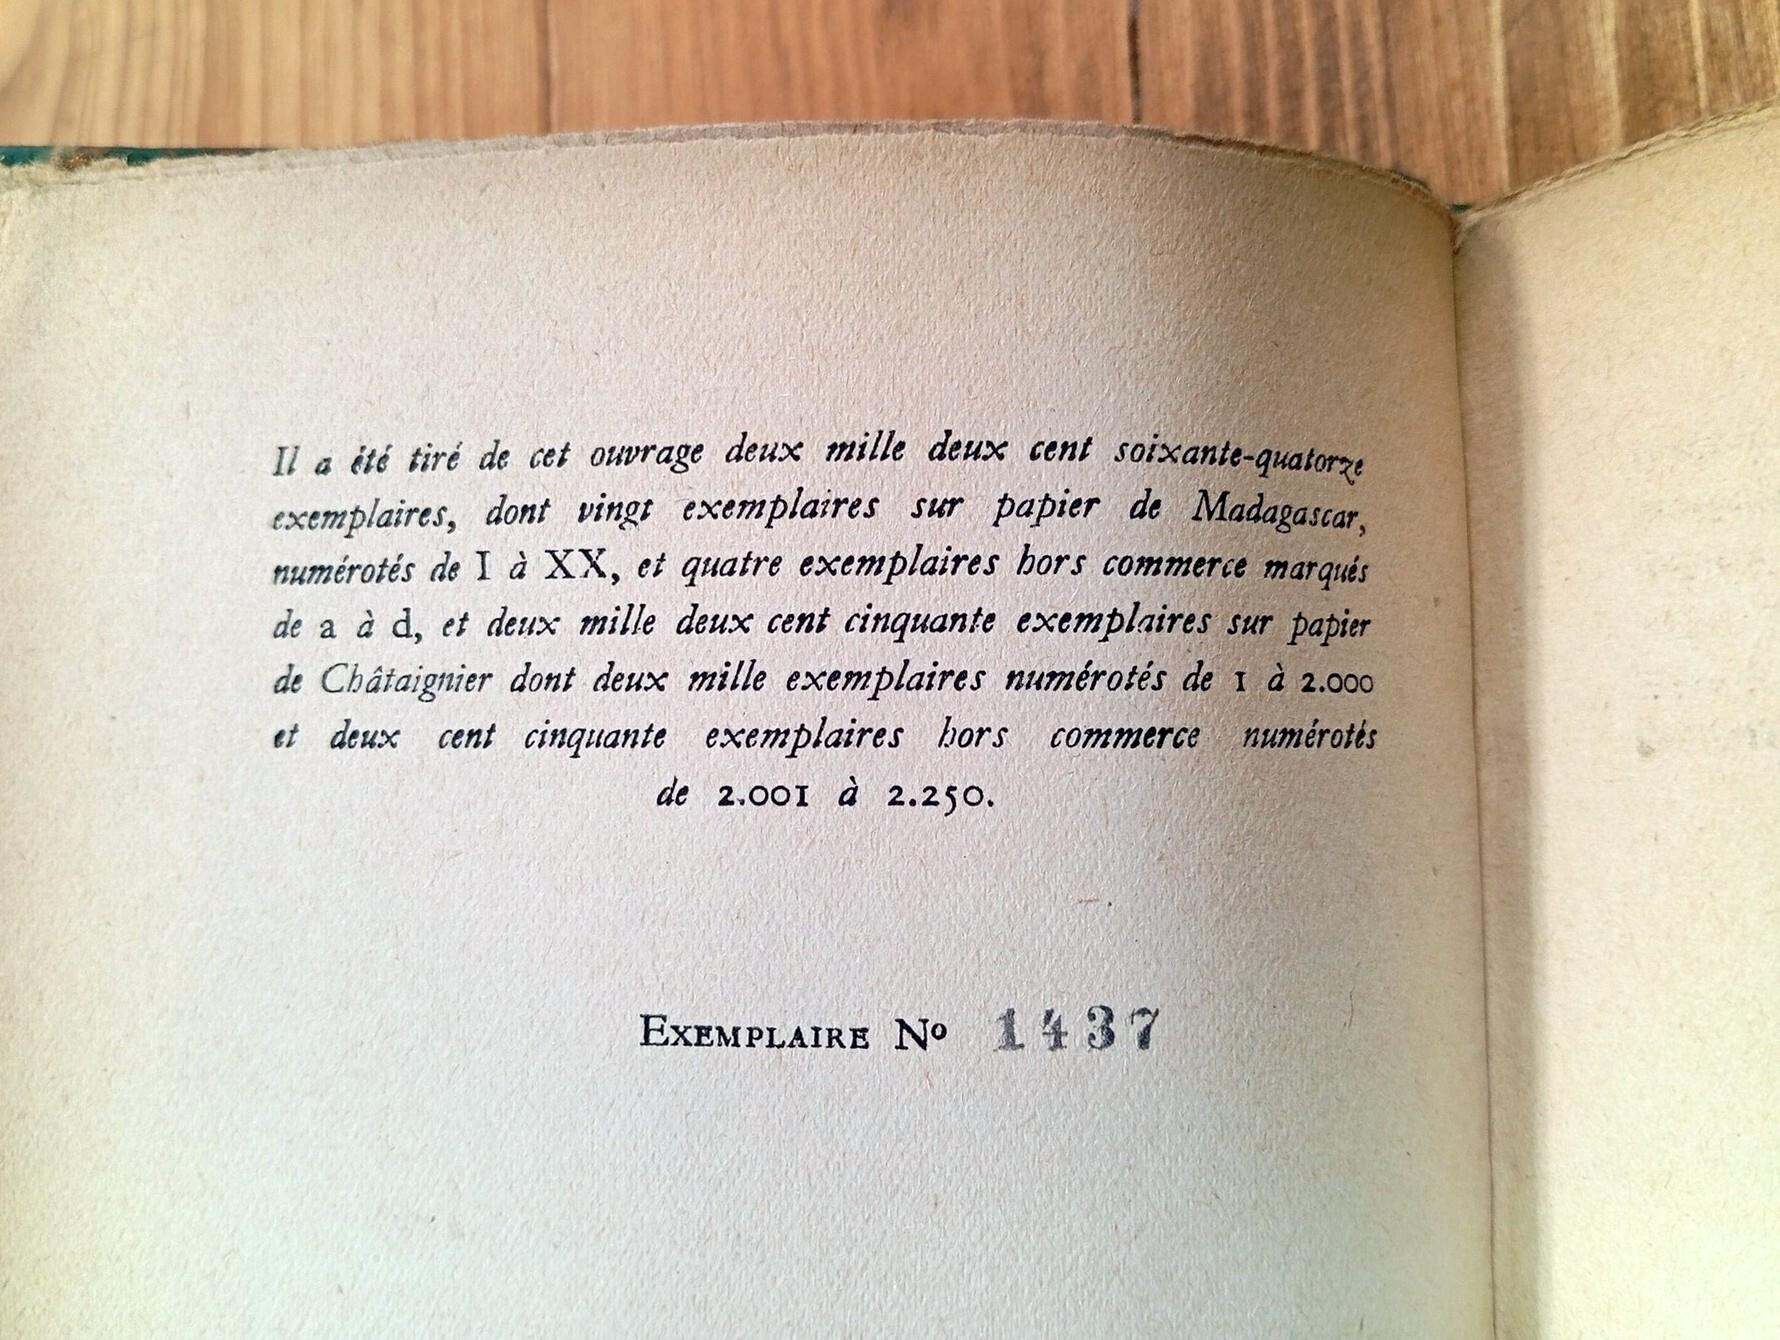 Il a été tiré de cet ouvrage deux mille deux cent soixante-quatorze
exemplaires, dont vingt exemplaires sur papier de Madagascar,
numérotés de I à XX, et quatre exemplaires hors commerce marqués
de a à d, et deux mille deux cent cinquante exemplaires sur papier
de Châtaignier dont deux mille exemplaires numérotés de 1 à 2.000
et deux cent cinquante exemplaires hors commerce numérotés
de 2.001 à 2.250.
Exemplaire Nº 1437